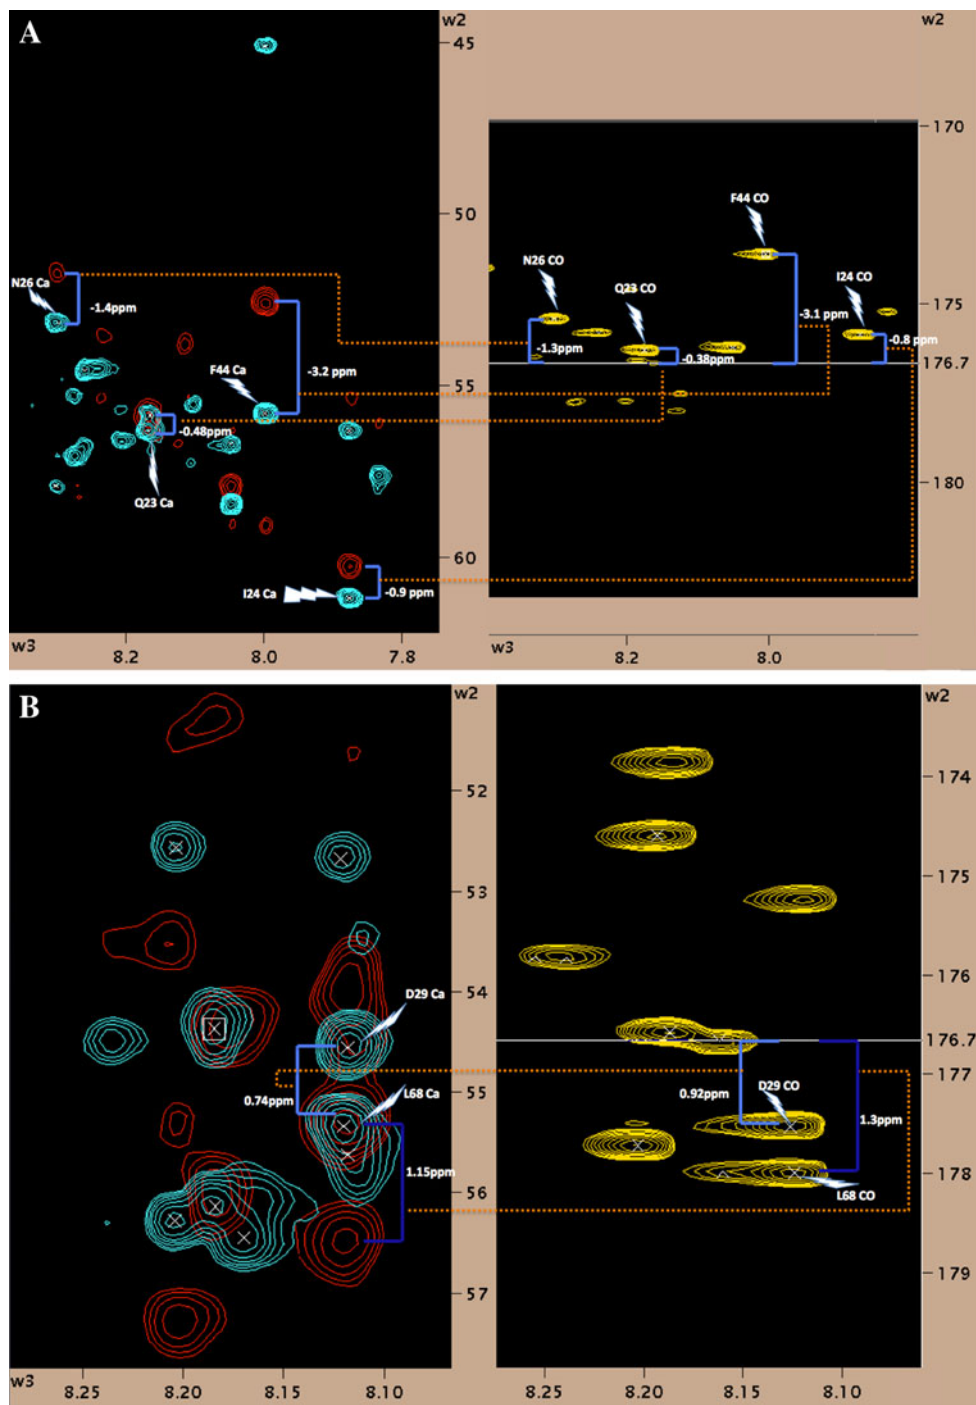 A
w2
45
50
55
60
w3
8.2
8.0
7.8
N26 Ca
-1.4ppm
F44 Ca
-3.2 ppm
-0.48ppm
Q23 Ca
I24 Ca
-0.9 ppm
w2
170
175
176.7
180
w3
8.2
8.0
F44 CO
N26 CO
Q23 CO
I24 CO
-3.1 ppm
-0.8 ppm
-1.3ppm
-0.38ppm
B
w2
52
53
54
55
56
57
w3
8.25
8.20
8.15
8.10
D29 Ca
L68 Ca
0.74ppm
1.15ppm
w2
174
175
176
176.7
177
178
179
8.25
8.20
8.15
8.10
D29 CO
0.92ppm
1.3ppm
L68 CO